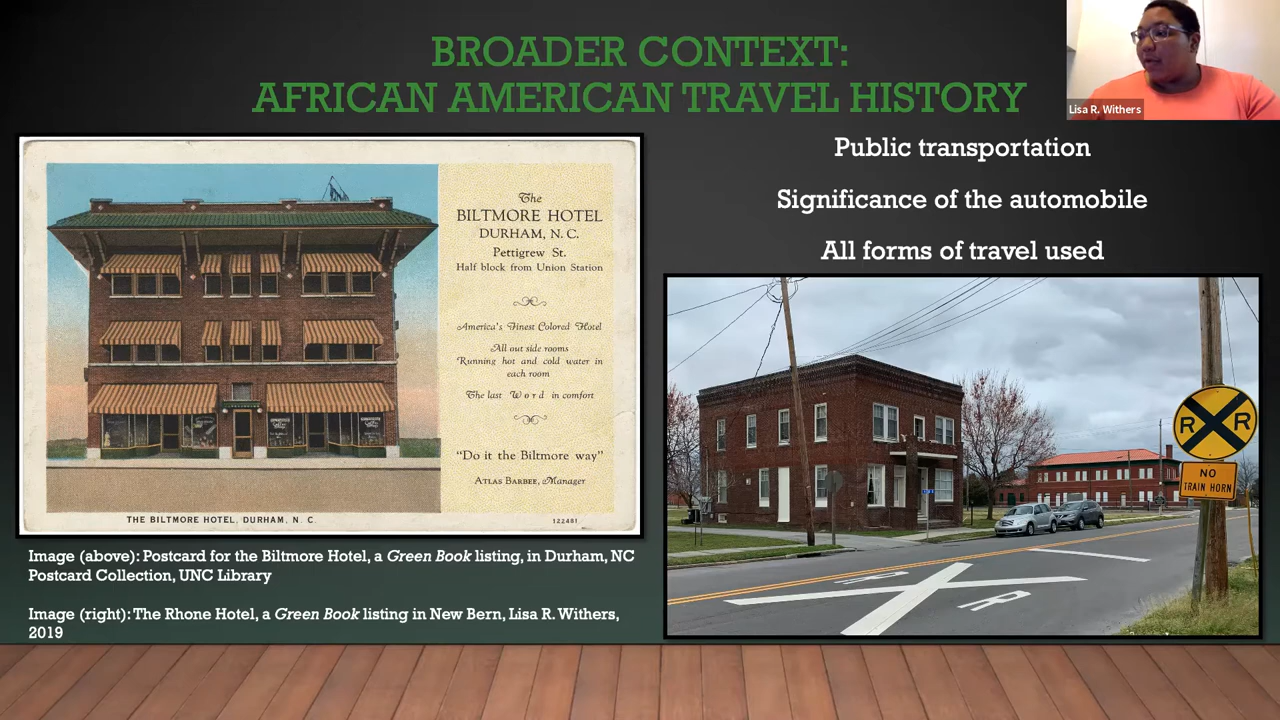 BROADER CONTEXT:
AFRICAN AMERICAN TRAVEL HISTORY
Lisa R. Withers
Public transportation
Significance of the automobile
All forms of travel used
The
BILTMORE HOTEL
DURHAM, N. C.
Pettigrew St.
Half block from Union Station
America's Finest Colored Hotel
All out side rooms
Running hot and cold water in
each room
The last Word in comfort
"Do it the Biltmore way"
ATLAS BARBEE, Manager
THE BILTMORE HOTEL, DURHAM, N. C.
122481
R R
NO
TRAIN HORN
R
R
Image (above): Postcard for the Biltmore Hotel, a Green Book listing, in Durham, NC
Postcard Collection, UNC Library
Image (right): The Rhone Hotel, a Green Book listing in New Bern, Lisa R. Withers,
2019